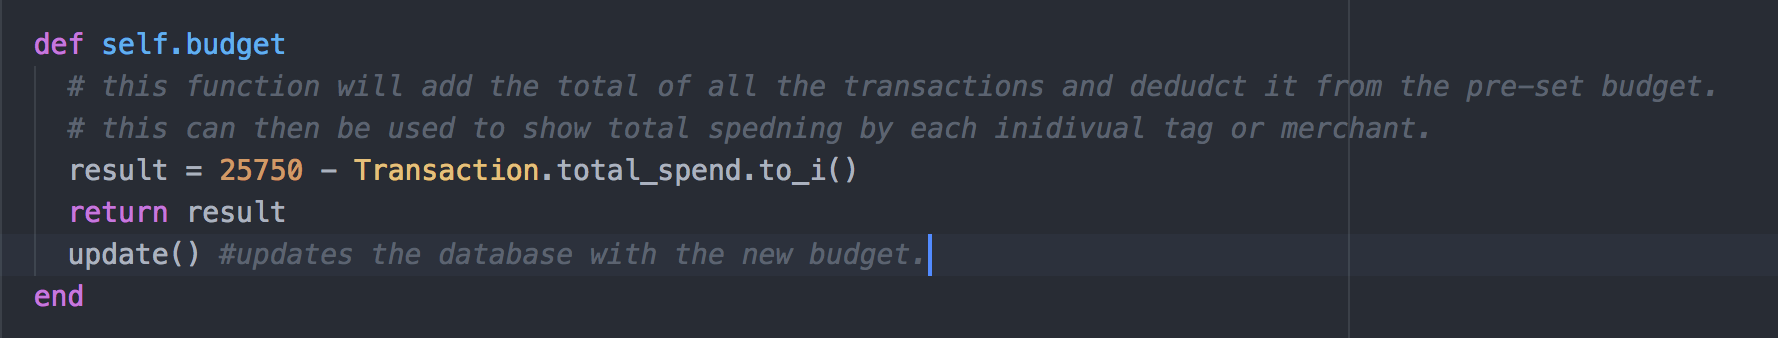 def self.budget
# this function will add the total of all the transactions and dedudct it from the pre-set budget.
# this can then be used to show total spedning by each inidivual tag or merchant.
result = 25750 - Transaction.total_spend.to_i()
return result
update() #updates the database with the new budget.
end